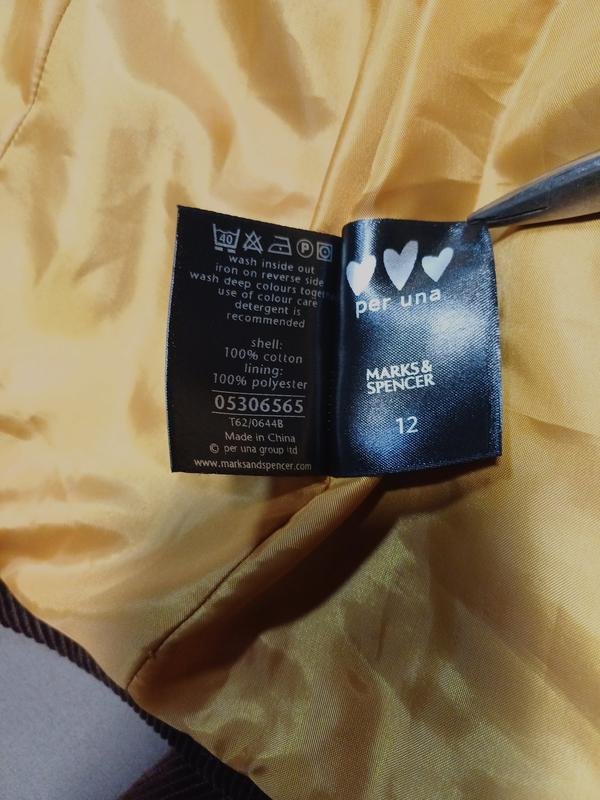 40 P
wash inside out
iron on reverse side
wash deep colours together
use of colour care
detergent is
recommended
shell:
100% cotton
lining:
100% polyester
05306565
T62/0644B
Made in China
© per una group ltd
www.marksandspencer.com
per una
MARKS &
SPENCER
12